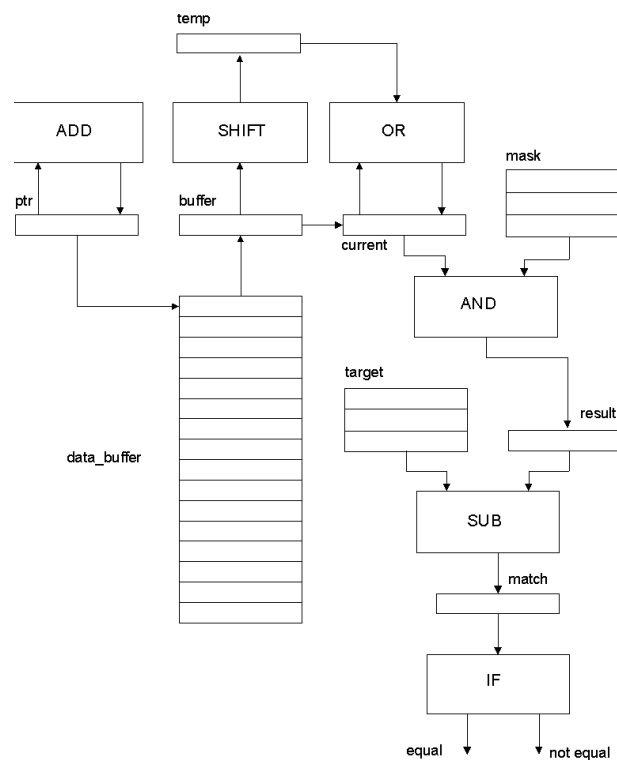 temp
ADD
SHIFT
OR
mask
ptr
buffer
current
AND
target
result
data_buffer
SUB
match
IF
equal
not equal